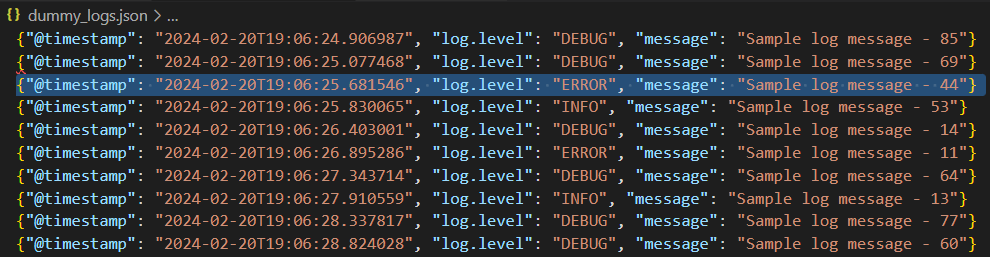 {} dummy_logs.json > ...
{"@timestamp": "2024-02-20T19:06:24.906987", "log.level": "DEBUG", "message": "Sample log message - 85"}
{"@timestamp": "2024-02-20T19:06:25.077468", "log.level": "DEBUG", "message": "Sample log message - 69"}
{"@timestamp": "2024-02-20T19:06:25.681546", "log.level": "ERROR", "message": "Sample log message - 44"}
{"@timestamp": "2024-02-20T19:06:25.830065", "log.level": "INFO", "message": "Sample log message - 53"}
{"@timestamp": "2024-02-20T19:06:26.403001", "log.level": "DEBUG", "message": "Sample log message - 14"}
{"@timestamp": "2024-02-20T19:06:26.895286", "log.level": "ERROR", "message": "Sample log message - 11"}
{"@timestamp": "2024-02-20T19:06:27.343714", "log.level": "DEBUG", "message": "Sample log message - 64"}
{"@timestamp": "2024-02-20T19:06:27.910559", "log.level": "INFO", "message": "Sample log message - 13"}
{"@timestamp": "2024-02-20T19:06:28.337817", "log.level": "DEBUG", "message": "Sample log message - 77"}
{"@timestamp": "2024-02-20T19:06:28.824028", "log.level": "DEBUG", "message": "Sample log message - 60"}